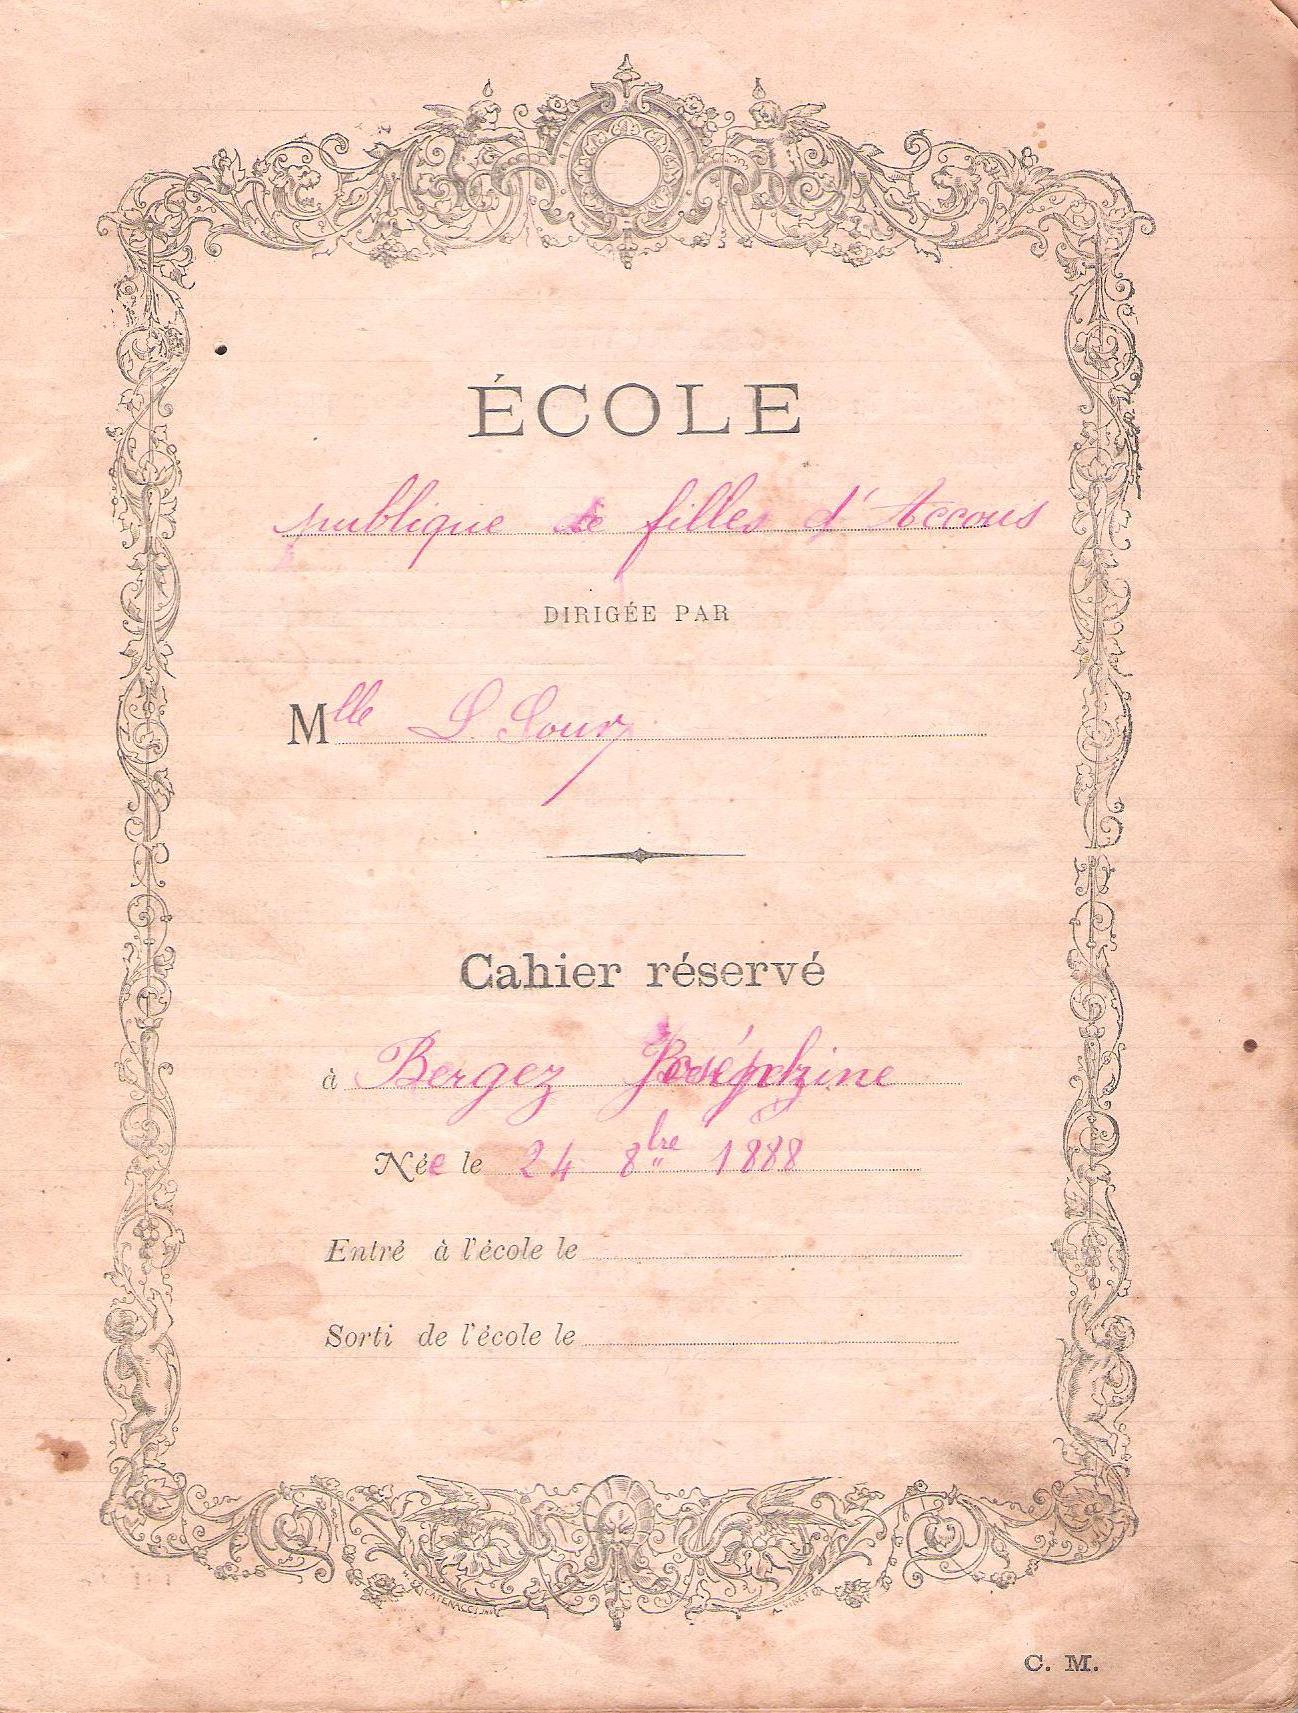 ÉCOLE
publique de filles d'Accous
DIRIGÉE PAR
Mlle L
Cahier réservé
à Bergez Joséphine
Née le 24 8bre 1888
Entré à l'école le
Sorti de l'école le
C. M.